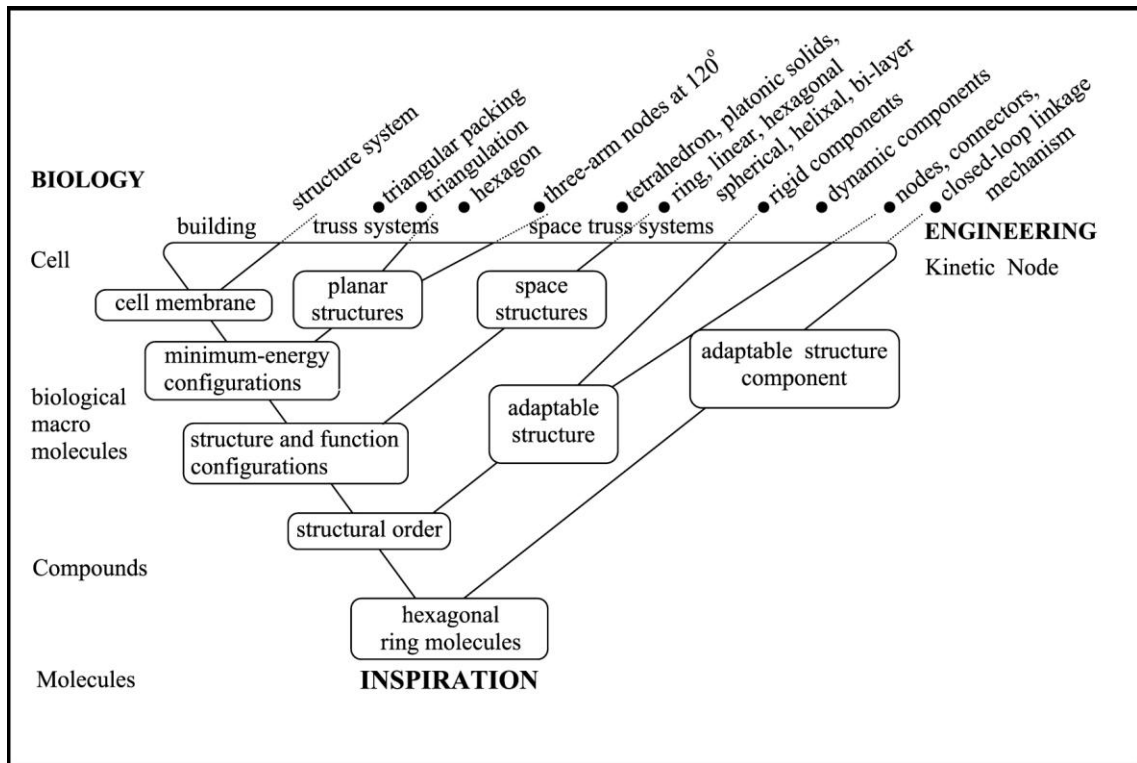 structure system
triangular packing
triangulation
hexagon
three-arm nodes at 120°
tetrahedron, platonic solids,
ring, linear, hexagonal
spherical, helixal, bi-layer
rigid components
dynamic components
nodes, connectors,
closed-loop linkage
mechanism
BIOLOGY
building
truss systems
space truss systems
ENGINEERING
Cell
Kinetic Node
cell membrane
planar
structures
space
structures
minimum-energy
configurations
adaptable structure
component
biological
macro
molecules
adaptable
structure
structure and function
configurations
structural order
Compounds
hexagonal
ring molecules
Molecules
INSPIRATION